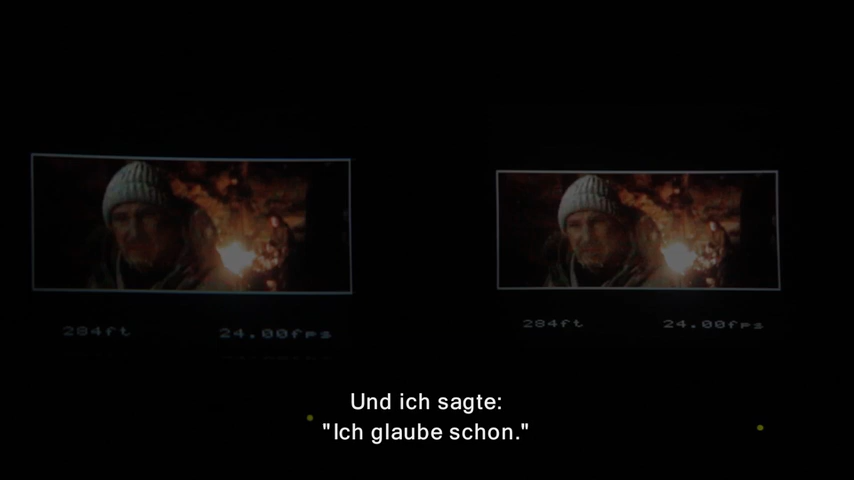 284ft 24.00fps
284ft 24.00fps
Und ich sagte:
"Ich glaube schon."